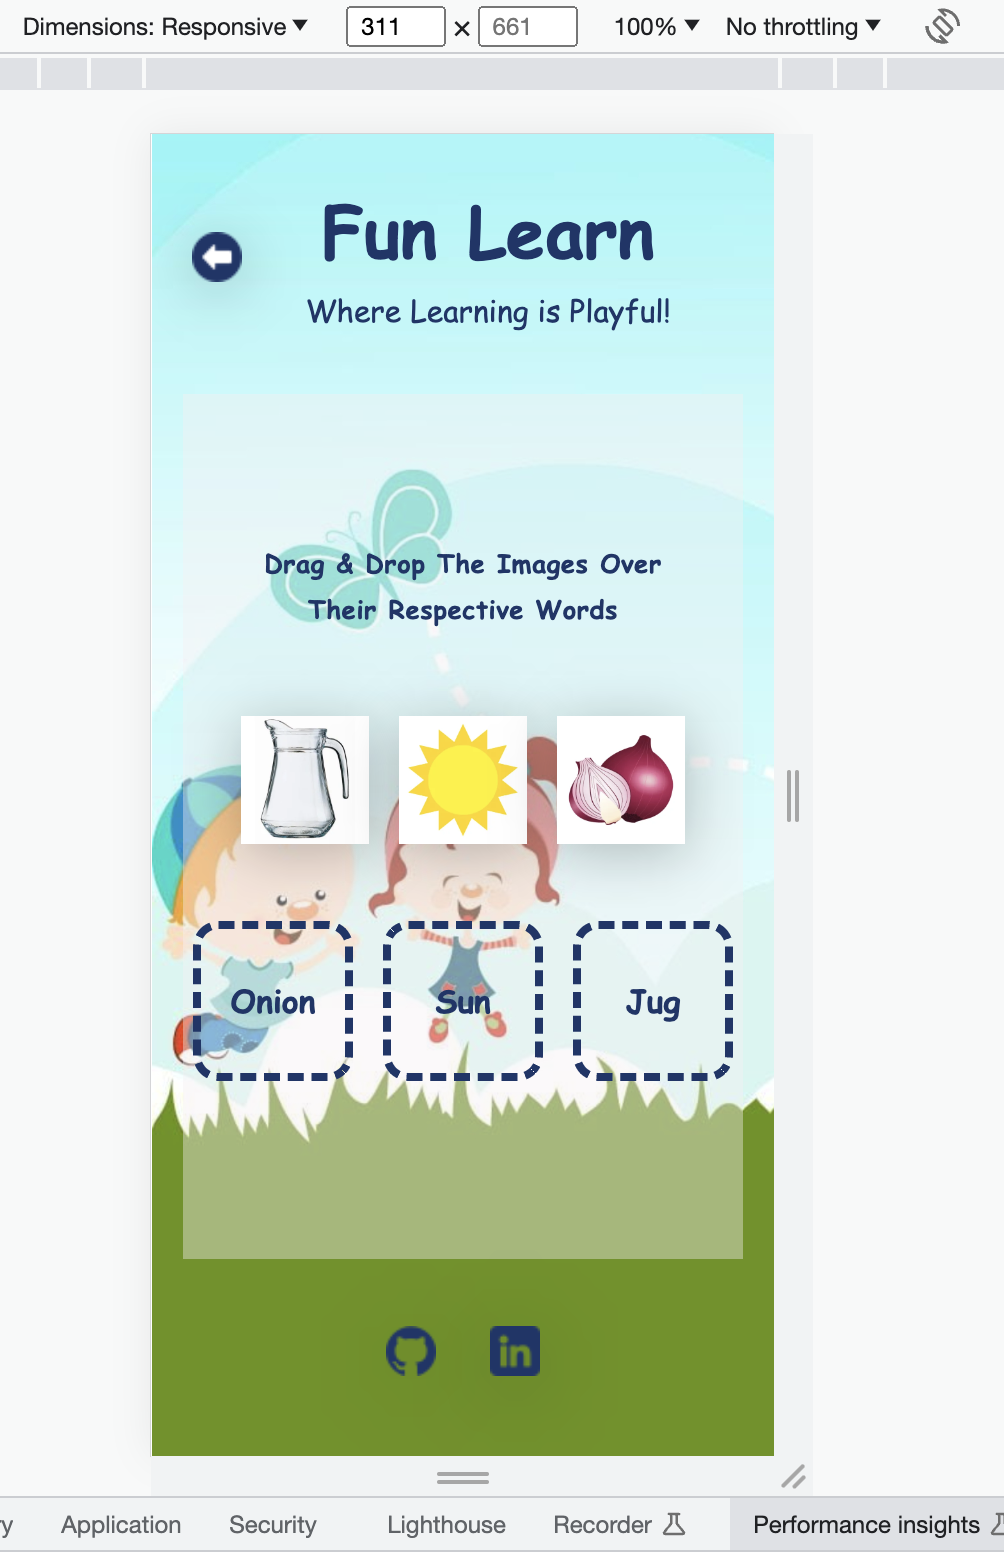 Dimensions: Responsive ▼ 311 × 661 100% ▼ No throttling ▼
Fun Learn
Where Learning is Playful!
Drag & Drop The Images Over
Their Respective Words
Onion Sun Jug
in
y Application Security Lighthouse Recorder Performance insights